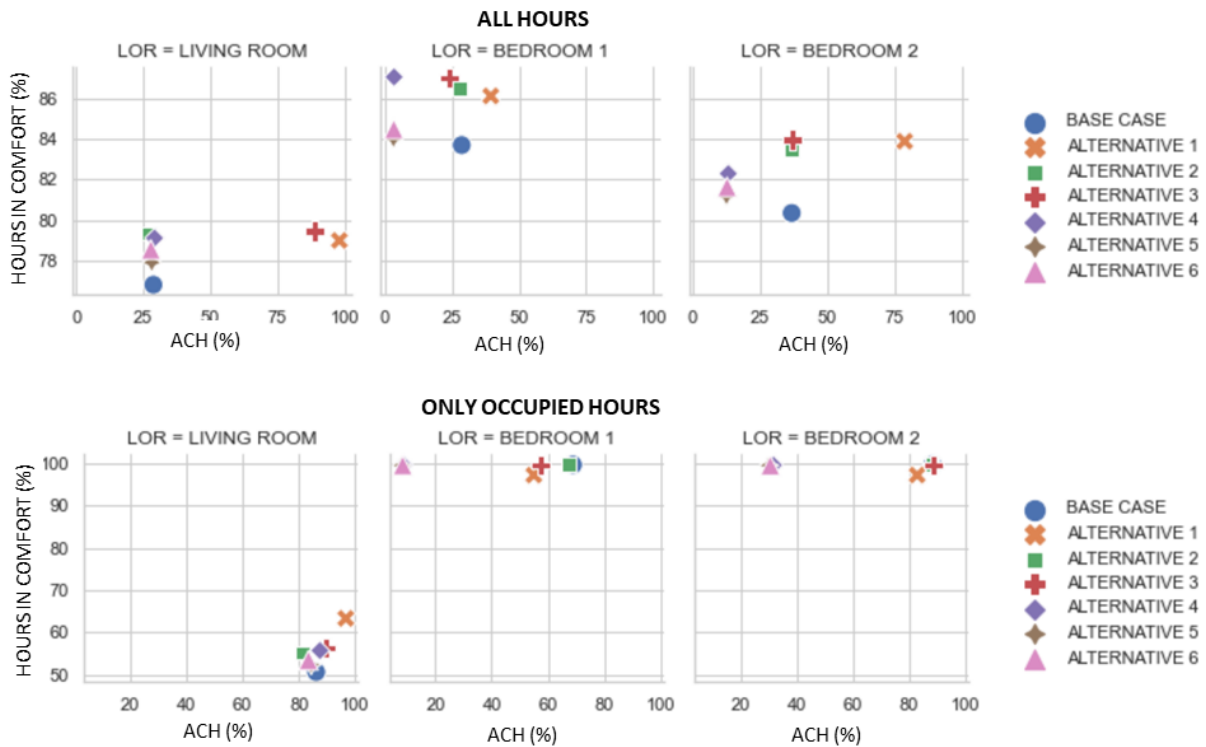 ALL HOURS
LOR = LIVING ROOM LOR = BEDROOM 1 LOR = BEDROOM 2
HOURS IN COMFORT (%)
86
84
82
80
78
0 25 50 75 100 0 25 50 75 100 0 25 50 75 100
ACH (%) ACH (%) ACH (%)
BASE CASE
ALTERNATIVE 1
ALTERNATIVE 2
ALTERNATIVE 3
ALTERNATIVE 4
ALTERNATIVE 5
ALTERNATIVE 6
ONLY OCCUPIED HOURS
LOR = LIVING ROOM LOR = BEDROOM 1 LOR = BEDROOM 2
HOURS IN COMFORT (%)
100
90
80
70
60
50
20 40 60 80 100 20 40 60 80 100 20 40 60 80 100
ACH (%) ACH (%) ACH (%)
BASE CASE
ALTERNATIVE 1
ALTERNATIVE 2
ALTERNATIVE 3
ALTERNATIVE 4
ALTERNATIVE 5
ALTERNATIVE 6